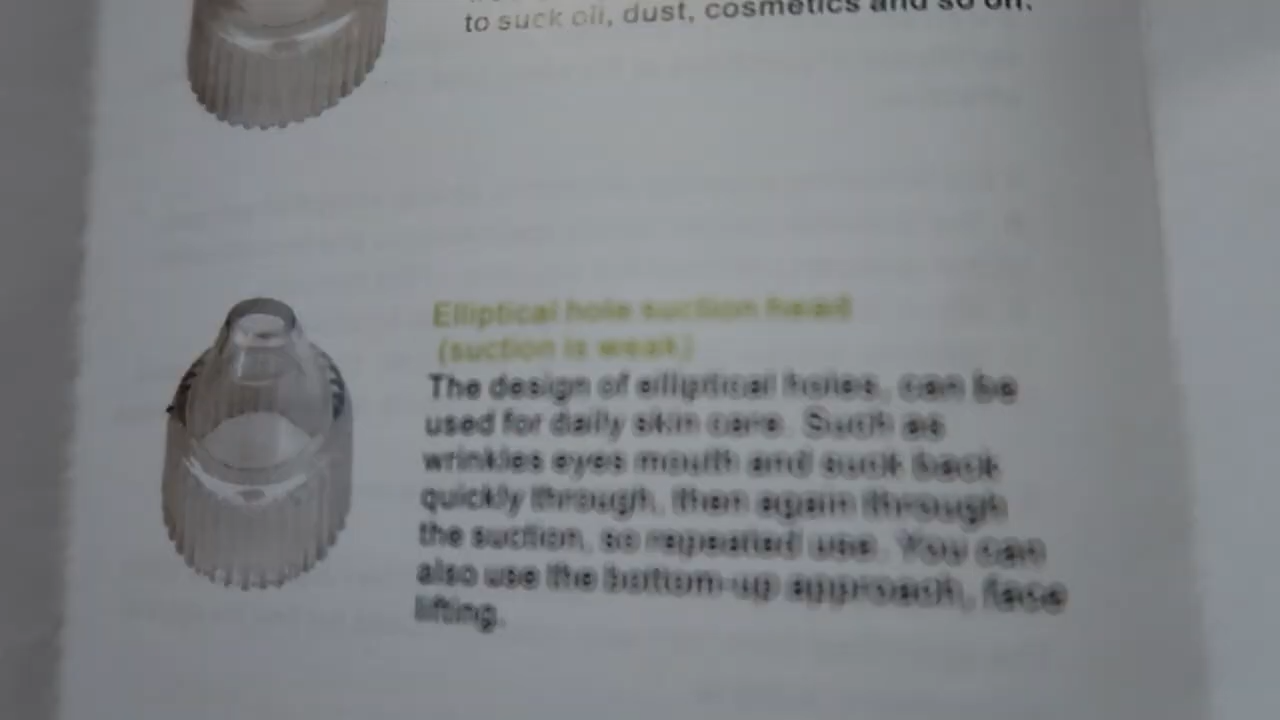 to suck oil, dust, cosmetics and so on.
Elliptical hole suction head
(suction is weak)
The design of elliptical holes, can be
used for daily skin care. Such as
wrinkles eyes mouth and suck back
quickly through, then again through
the suction, so repeated use. You can
also use the bottom-up approach, face
lifting.